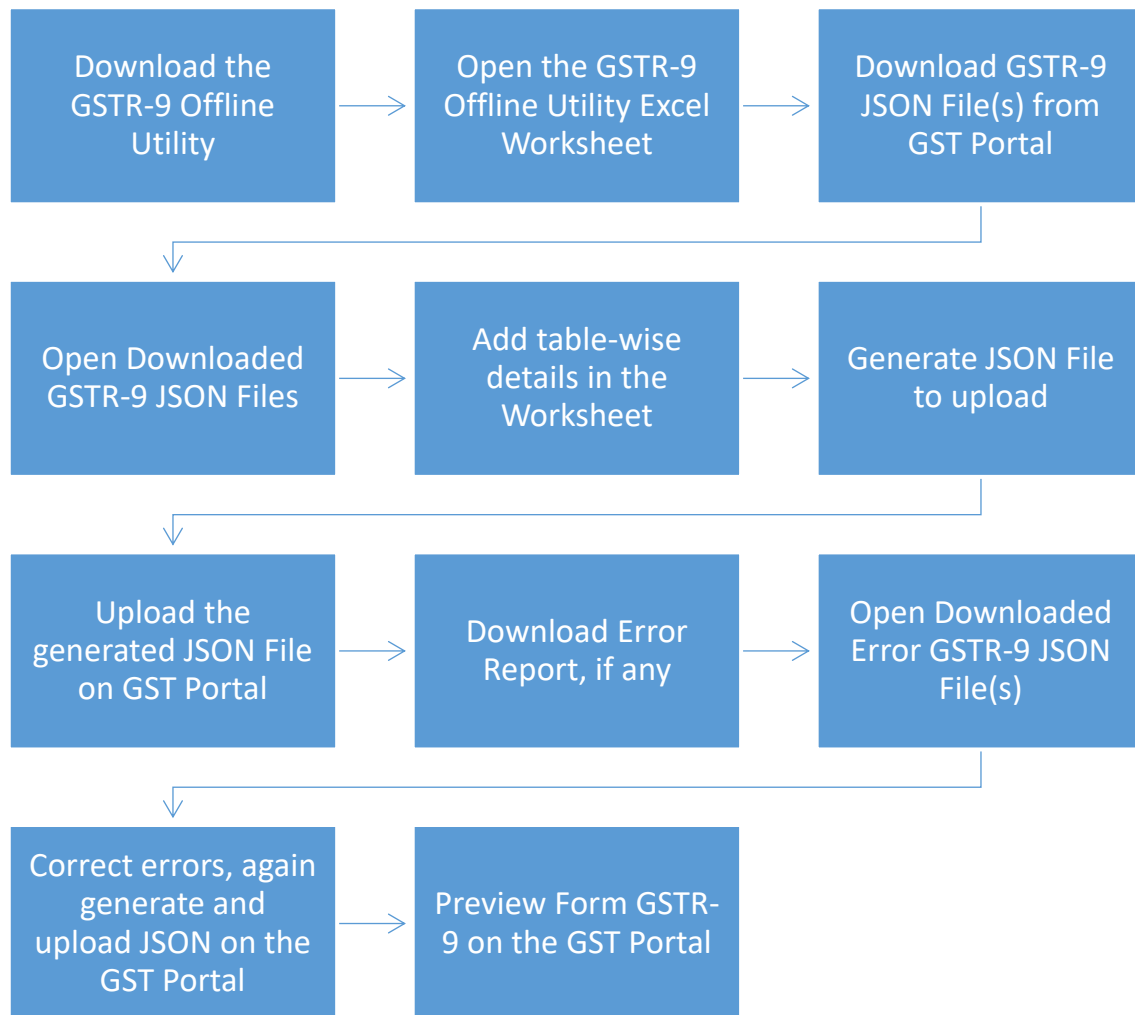 Download the
GSTR-9 Offline
Utility
Open the GSTR-9
Offline Utility Excel
Worksheet
Download GSTR-9
JSON File(s) from
GST Portal
Open Downloaded
GSTR-9 JSON Files
Add table-wise
details in the
Worksheet
Generate JSON File
to upload
Upload the
generated JSON File
on GST Portal
Download Error
Report, if any
Open Downloaded
Error GSTR-9 JSON
File(s)
Correct errors, again
generate and
upload JSON on the
GST Portal
Preview Form GSTR-
9 on the GST Portal